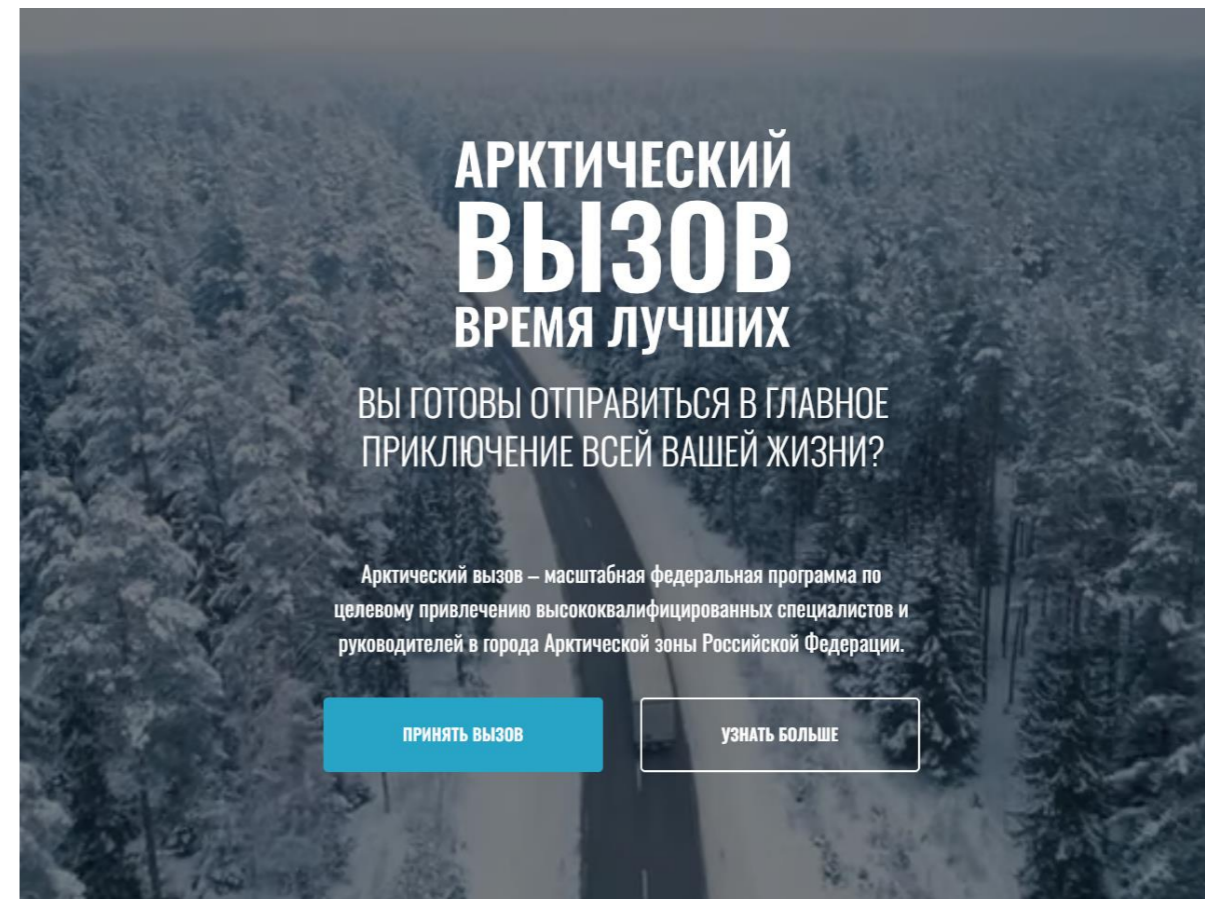 АРКТИЧЕСКИЙ
ВЫЗОВ
ВРЕМЯ ЛУЧШИХ
ВЫ ГОТОВЫ ОТПРАВИТЬСЯ В ГЛАВНОЕ
ПРИКЛЮЧЕНИЕ ВСЕЙ ВАШЕЙ ЖИЗНИ?
Арктический вызов – масштабная федеральная программа по
целевому привлечению высококвалифицированных специалистов и
руководителей в города Арктической зоны Российской Федерации.
ПРИНЯТЬ ВЫЗОВ
УЗНАТЬ БОЛЬШЕ